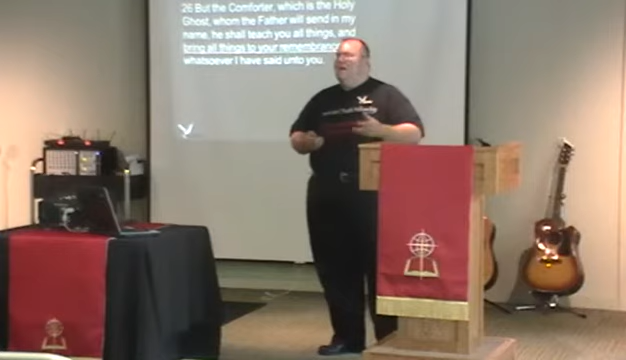 26 But the Comforter, which is the Holy
Ghost, whom the Father will send in my
name, he shall teach you all things, and
bring all things to your remembrance
whatsoever I have said unto you.